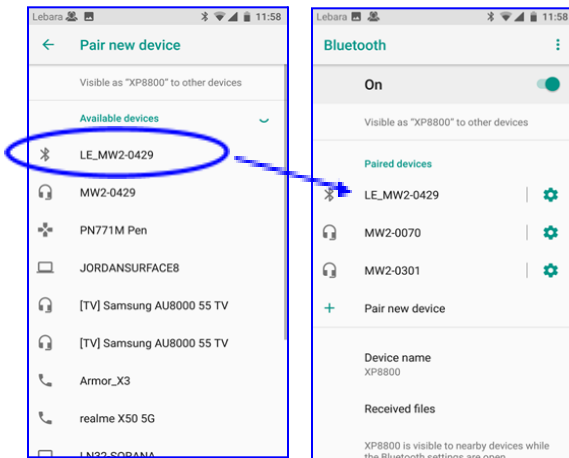 Lebara 11:58
Pair new device
Visible as "XP8800" to other devices
Available devices
LE_MW2-0429
MW2-0429
PN771M Pen
JORDANSURFACE8
[TV] Samsung AU8000 55 TV
[TV] Samsung AU8000 55 TV
Armor_X3
realme X50 5G
Lebara 11:58
Bluetooth
On
Visible as "XP8800" to other devices
Paired devices
LE_MW2-0429
MW2-0070
MW2-0301
Pair new device
Device name
XP8800
Received files
XP8800 is visible to nearby devices while
the Bluetooth settings are open